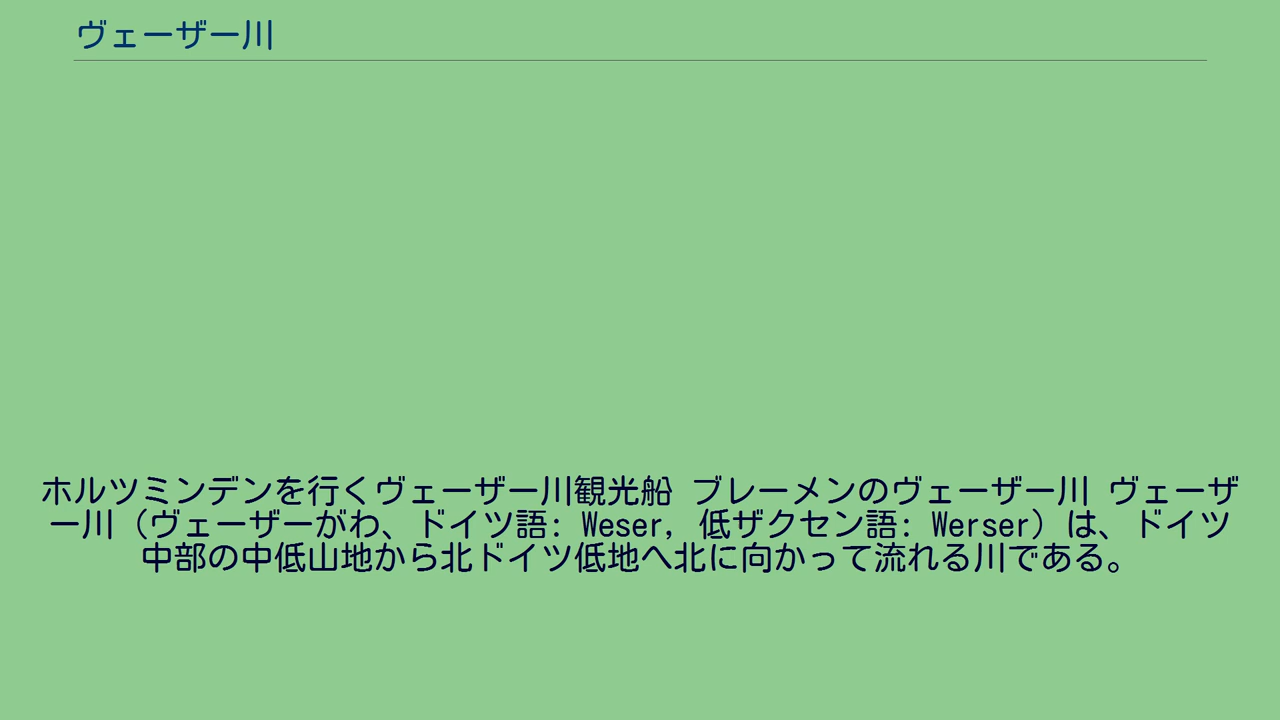 ヴェーザー川
ホルツミンデンを行くヴェーザー川観光船 ブレーメンのヴェーザー川 ヴェーザ
ー川（ヴェーザーがわ、ドイツ語: Weser, 低ザクセン語: Werser）は、ドイツ
中部の中低山地から北ドイツ低地へ北に向かって流れる川である。